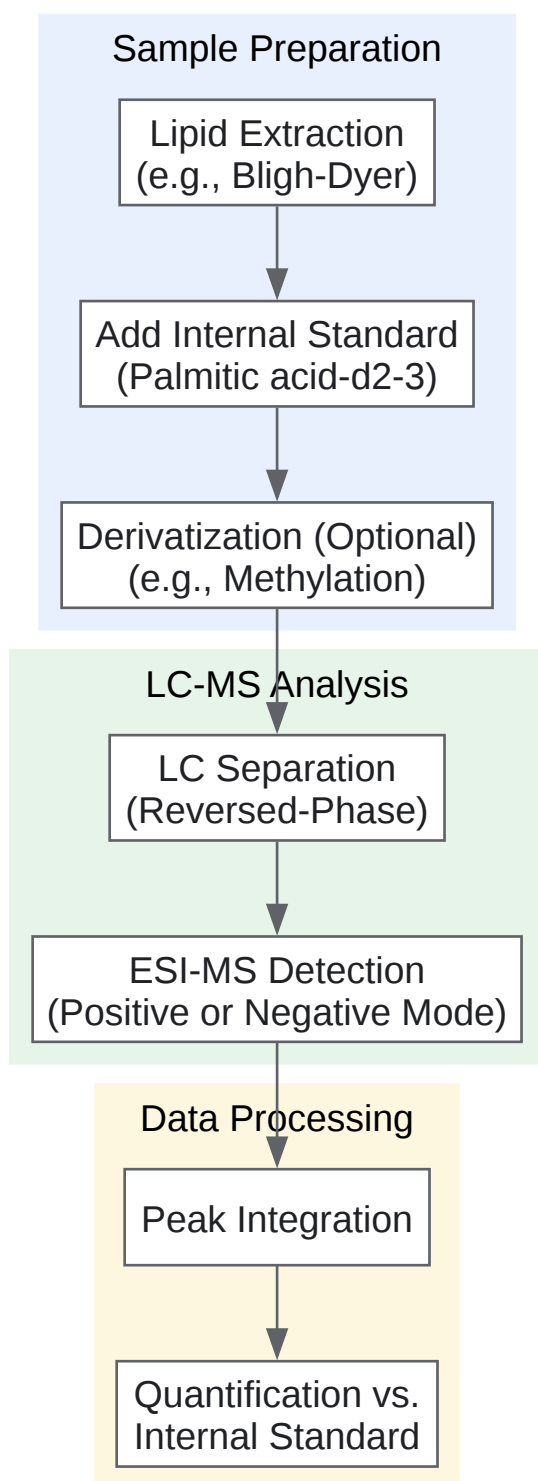 Sample Preparation
Lipid Extraction
(e.g., Bligh-Dyer)
Add Internal Standard
(Palmitic acid-d2-3)
Derivatization (Optional)
(e.g., Methylation)
LC-MS Analysis
LC Separation
(Reversed-Phase)
ESI-MS Detection
(Positive or Negative Mode)
Data Processing
Peak Integration
Quantification vs.
Internal Standard